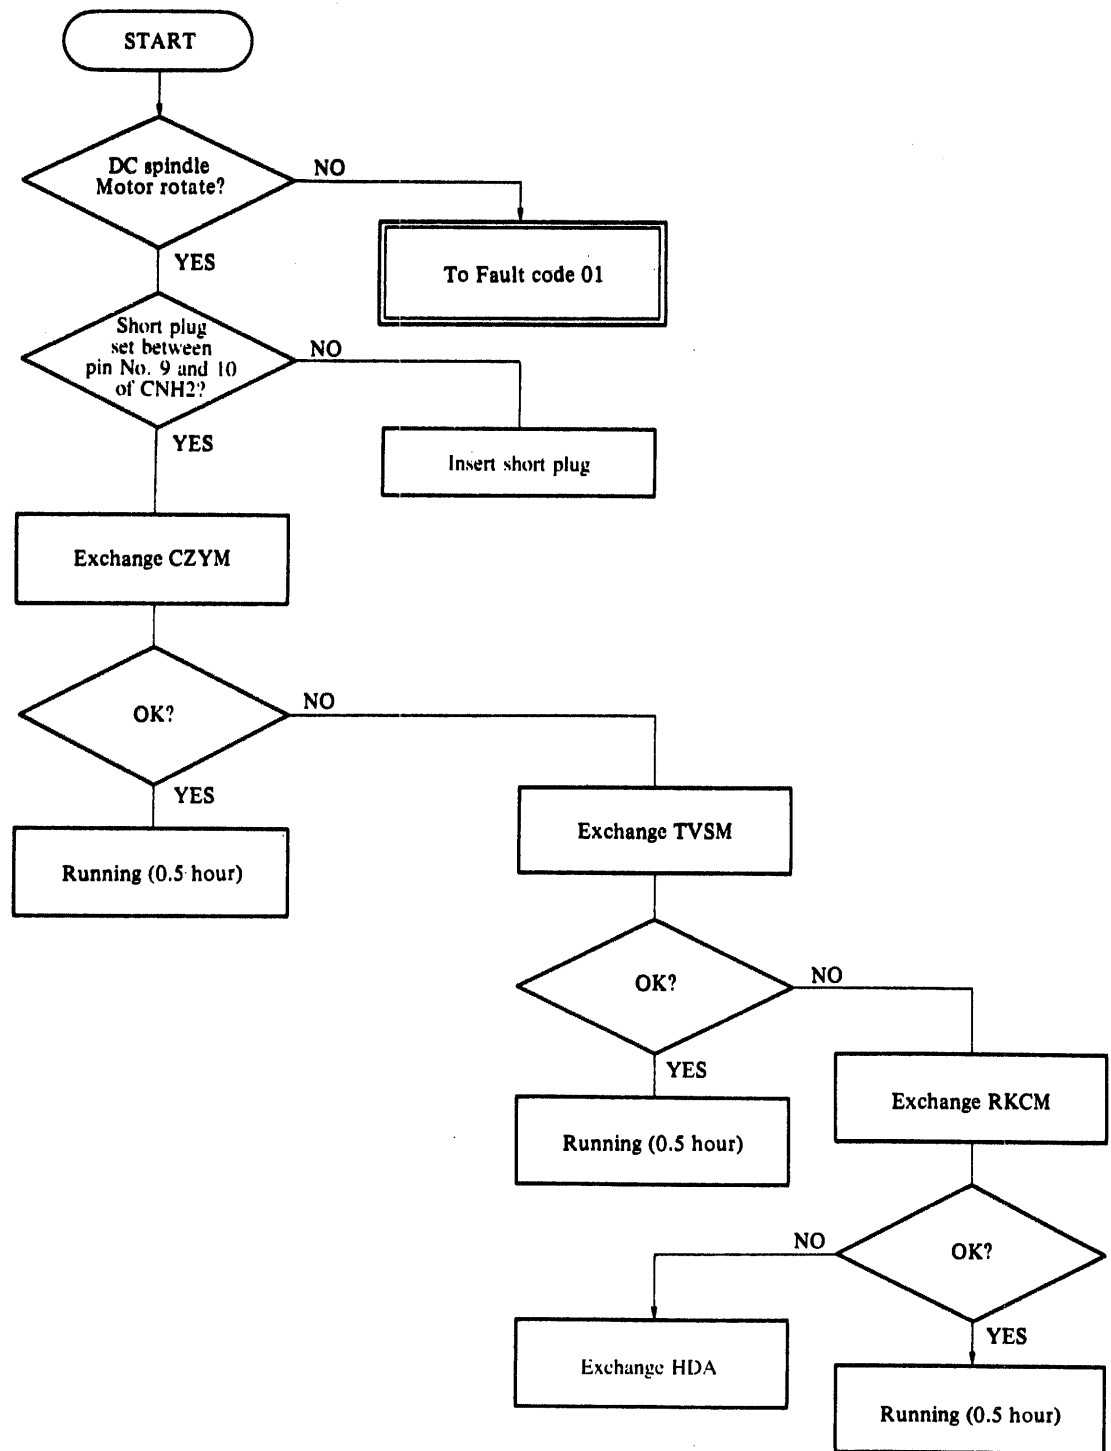 START
DC spindle
Motor rotate?
NO
YES
To Fault code 01
Short plug
set between
pin No. 9 and 10
of CNH2?
NO
YES
Insert short plug
Exchange CZYM
OK?
NO
YES
Running (0.5 hour)
Exchange TVSM
OK?
NO
YES
Running (0.5 hour)
Exchange RKCM
OK?
NO
YES
Exchange HDA
Running (0.5 hour)